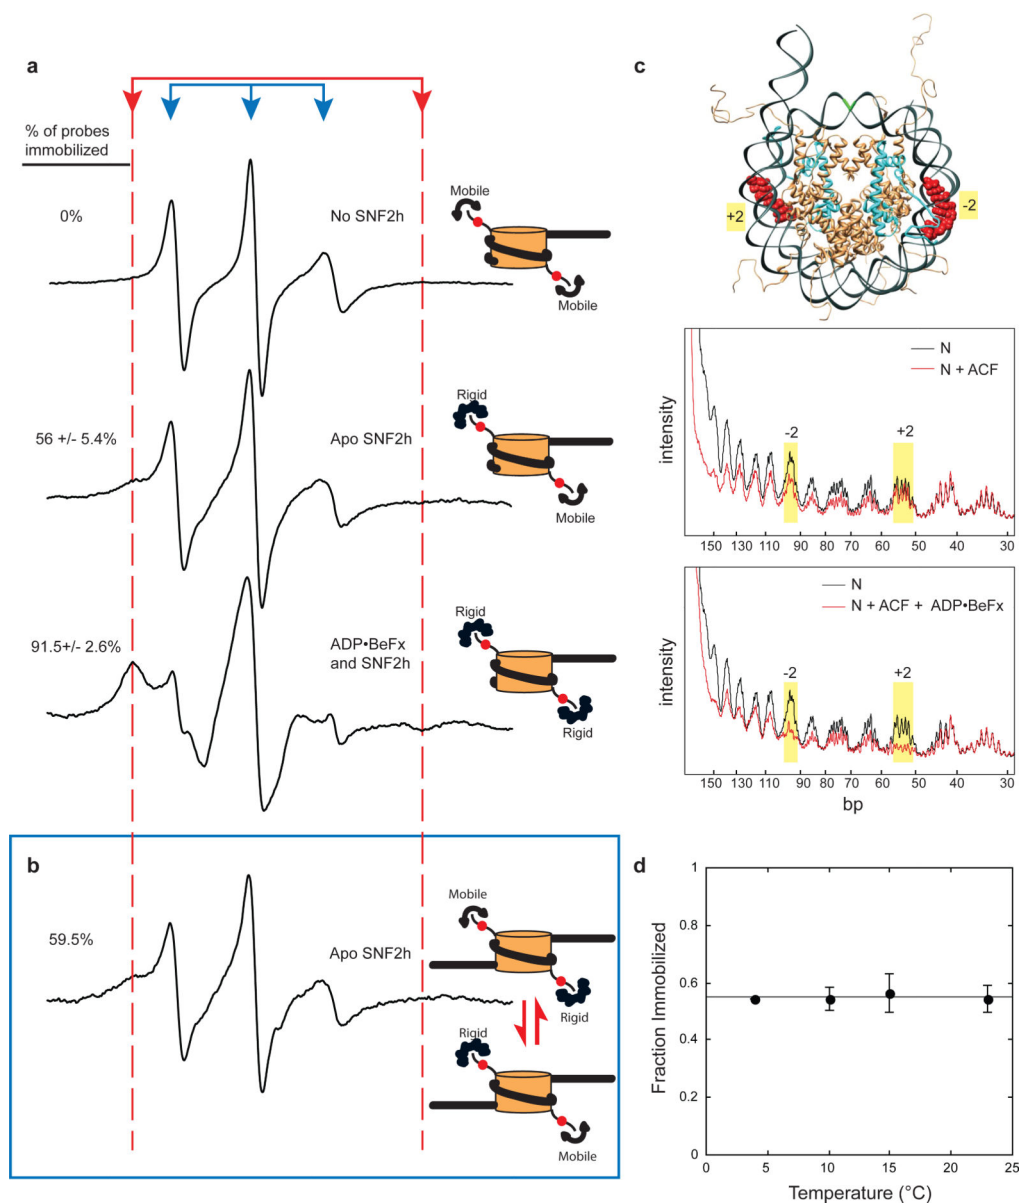 a
% of probes
immobilized
0%
No SNF2h
Mobile
Mobile
56 +/- 5.4%
Apo SNF2h
Rigid
Mobile
91.5+/- 2.6%
ADP•BeFx
and SNF2h
Rigid
Rigid
b
59.5%
Apo SNF2h
Mobile
Rigid
Rigid
Mobile
c
+2
-2
intensity
N
N + ACF
-2
+2
150 130 110 90 80 70 60 50 40 30
intensity
N
N + ACF + ADP•BeFx
-2
+2
150 130 110 90 80 70 60 50 40 30
bp
d
Fraction Immobilized
1
0.8
0.6
0.4
0.2
0
0 5 10 15 20 25
Temperature (°C)